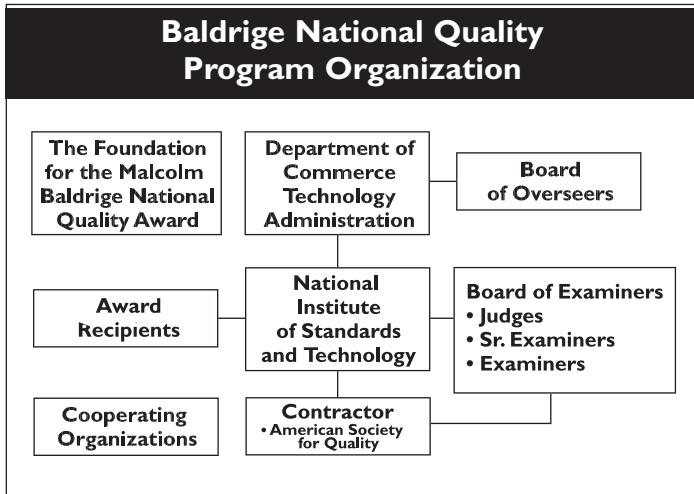 Baldrige National Quality
Program Organization
The Foundation
for the Malcolm
Baldrige National
Quality Award
Department of
Commerce
Technology
Administration
Board
of Overseers
Award
Recipients
National
Institute
of Standards
and Technology
Board of Examiners
• Judges
• Sr. Examiners
• Examiners
Cooperating
Organizations
Contractor
• American Society
for Quality